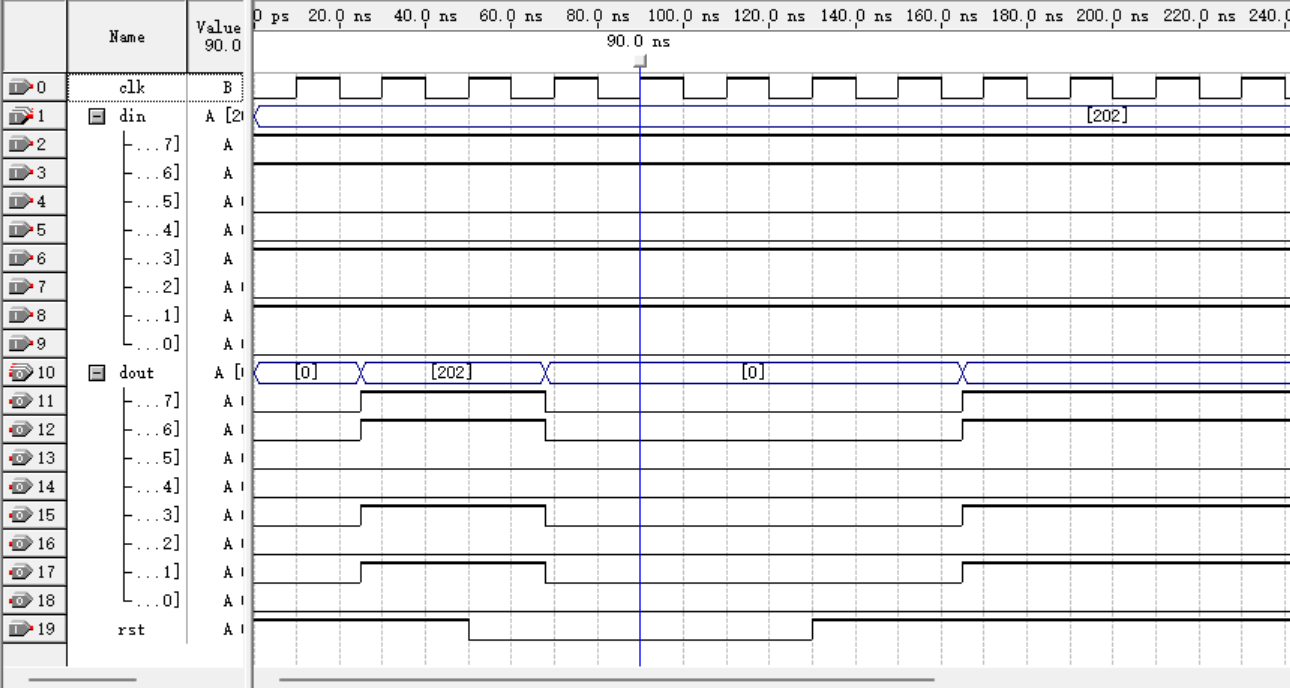 0 ps 20.0 ns 40.0 ns 60.0 ns 80.0 ns 100.0 ns 120.0 ns 140.0 ns 160.0 ns 180.0 ns 200.0 ns 220.0 ns 240.0
Name Value
90.0
90.0 ns
0 clk B
1 din A [20 [202]
2 ...7] A
3 ...6] A
4 ...5] A
5 ...4] A
6 ...3] A
7 ...2] A
8 ...1] A
9 ...0] A
10 dout A [ [0] [202] [0]
11 ...7] A
12 ...6] A
13 ...5] A
14 ...4] A
15 ...3] A
16 ...2] A
17 ...1] A
18 ...0] A
19 rst A